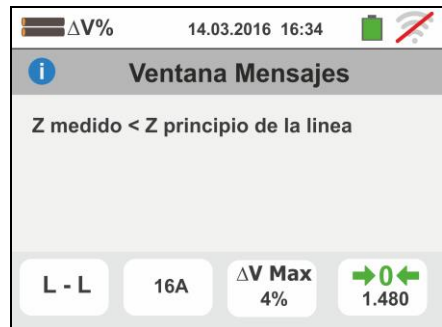 ΔV% 14.03.2016 16:34
i Ventana Mensajes
Z medido < Z principio de la linea
L - L
16A
ΔV Max
4%
→0←
1.480